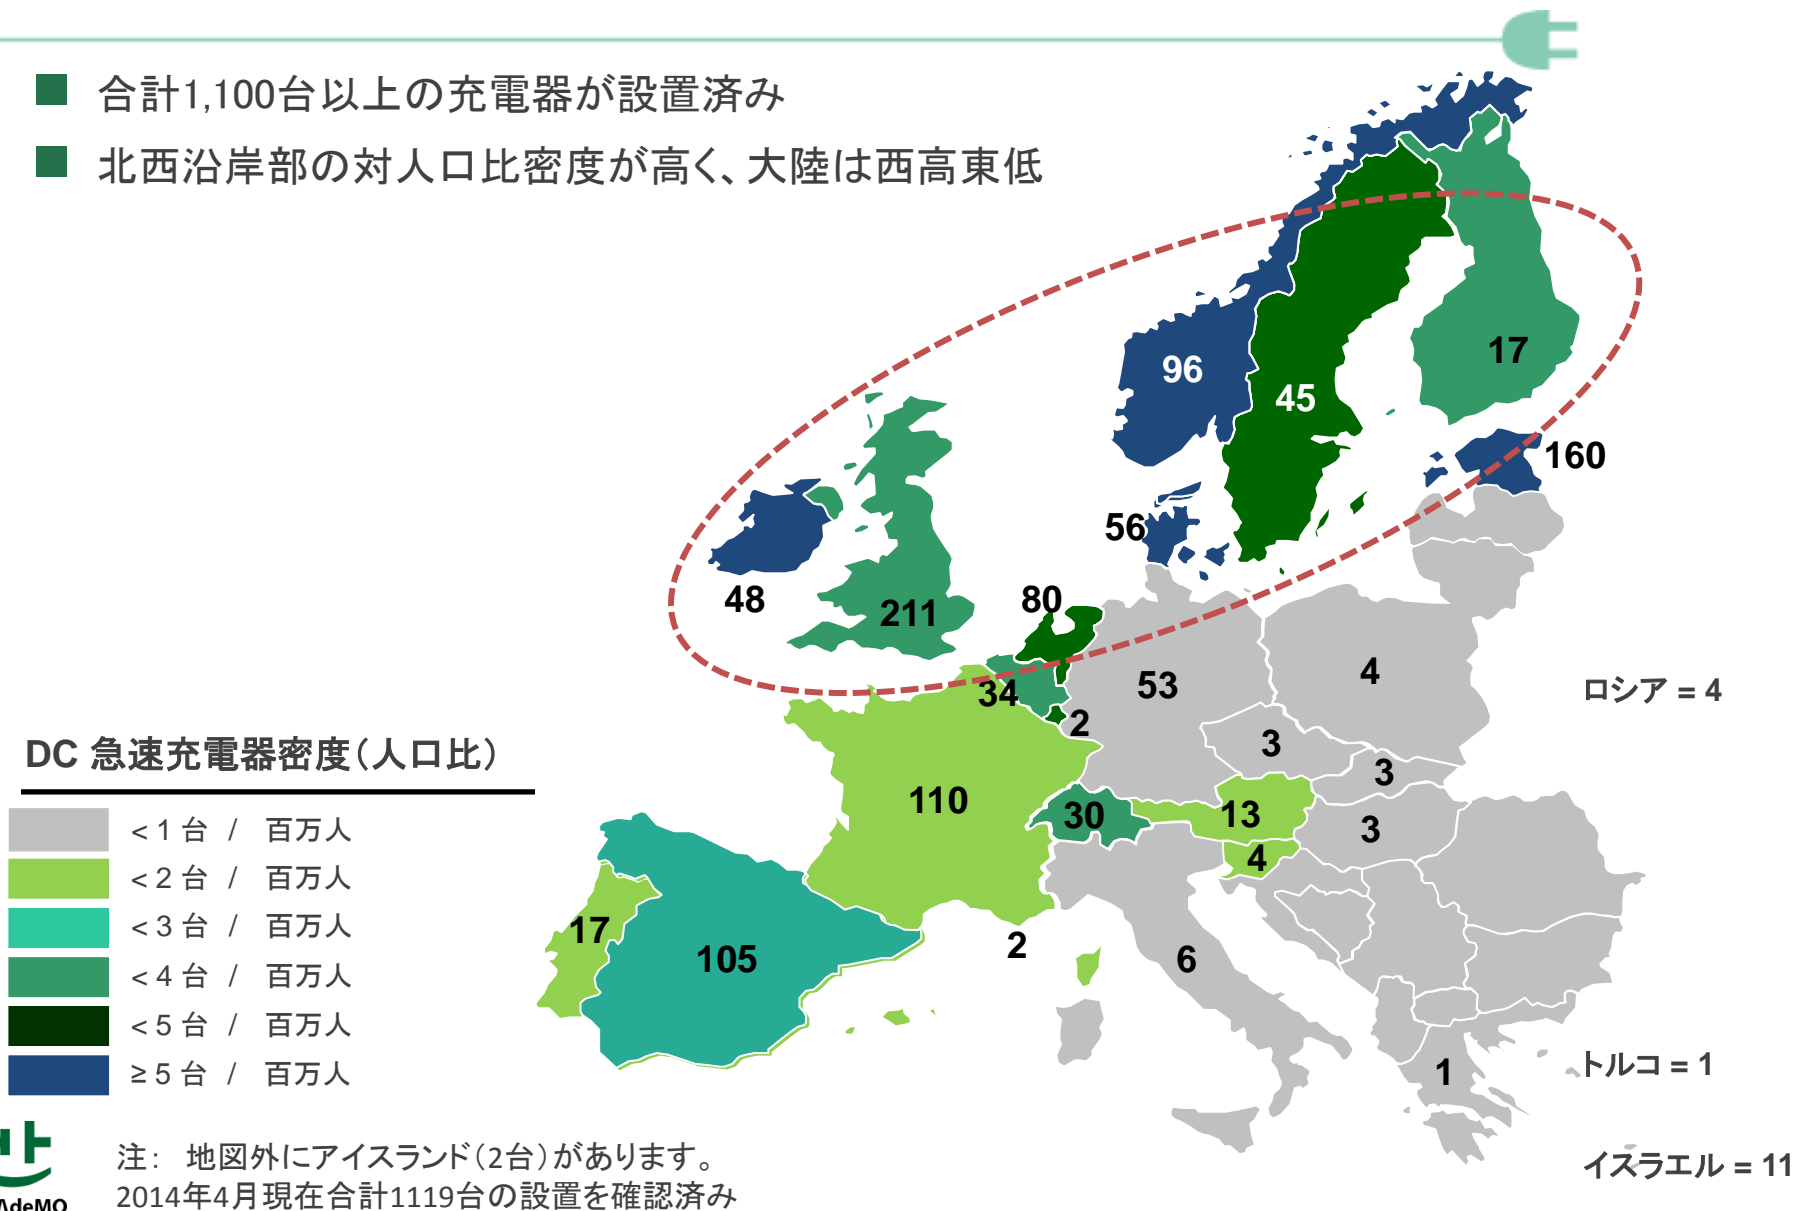 合計1,100台以上の充電器が設置済み
北西沿岸部の対人口比密度が高く、大陸は西高東低
17
96
45
160
56
48
211
80
34
2
53
4
ロシア = 4
3
3
110
30
13
3
4
17
105
2
6
1
トルコ = 1
イスラエル = 11
DC 急速充電器密度（人口比）
< 1 台 / 百万人
< 2 台 / 百万人
< 3 台 / 百万人
< 4 台 / 百万人
< 5 台 / 百万人
≥ 5 台 / 百万人
注： 地図外にアイスランド（2台）があります。
2014年4月現在合計1119台の設置を確認済み
AdeMO